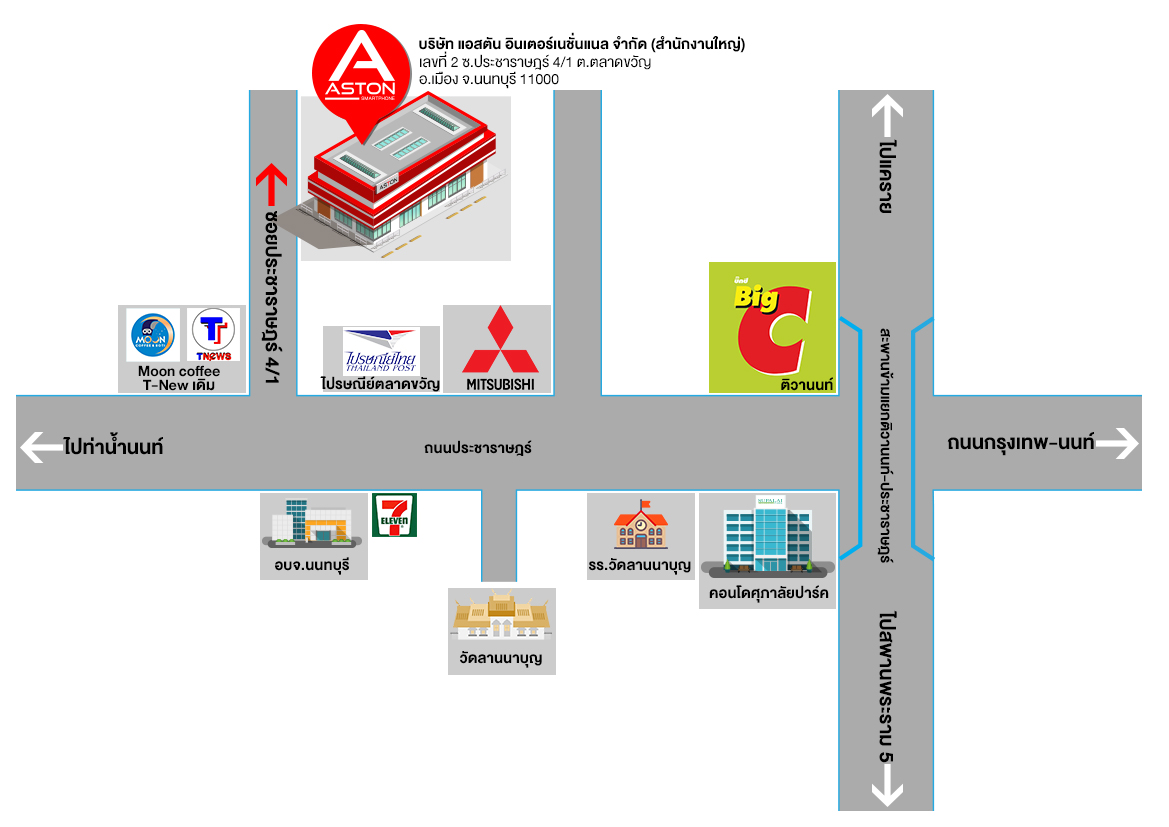 บริษัท แอสตัน อินเตอร์เนชั่นแนล จำกัด (สำนักงานใหญ่)
เลขที่ 2 ซ.ประชาราษฎร์ 4/1 ต.ตลาดขวัญ
อ.เมือง จ.นนทบุรี 11000
A
ASTON
SMARTPHONE
ASTON
ไปแคราย
ซอยประชาราษฎร์ 4/1
บิ๊กซี
Big
C
ติวานนท์
MOON
COFFEE & BISTRO
T
TNEWS
Moon coffee
T-New เดิม
ไปรษณีย์ไทย
THAILAND POST
ไปรษณีย์ตลาดขวัญ
MITSUBISHI
สะพานข้ามแยกติวานนท์-ประชาราษฎร์
ไปท่าน้ำนนท์
ถนนประชาราษฎร์
ถนนกรุงเทพ-นนท์
7
ELEVEN
อบจ.นนทบุรี
รร.วัดลานนาบุญ
SUPALAI
คอนโดศุภาลัยปาร์ค
วัดลานนาบุญ
ไปสพานพระราม 5